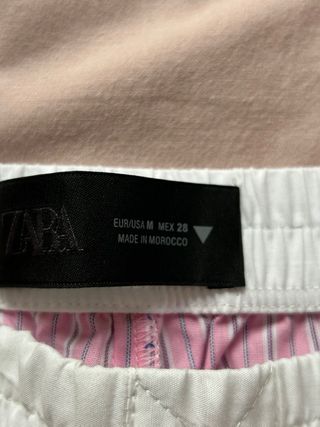 ZARA
EUR/USA M MEX 28
MADE IN MOROCCO